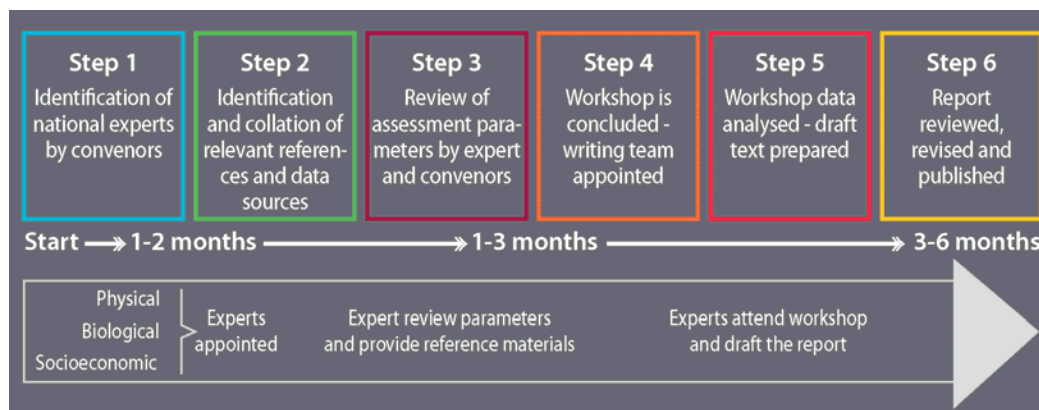 Step 1
Identification of
national experts
by convenors
Step 2
Identification
and collation of
relevant referen-
ces and data
sources
Step 3
Review of
assessment para-
meters by expert
and convenors
Step 4
Workshop is
concluded -
writing team
appointed
Step 5
Workshop data
analysed - draft
text prepared
Step 6
Report
reviewed,
revised and
published
Start
1-2 months
1-3 months
3-6 months
Physical
Biological
Socioeconomic
Experts
appointed
Expert review parameters
and provide reference materials
Experts attend workshop
and draft the report